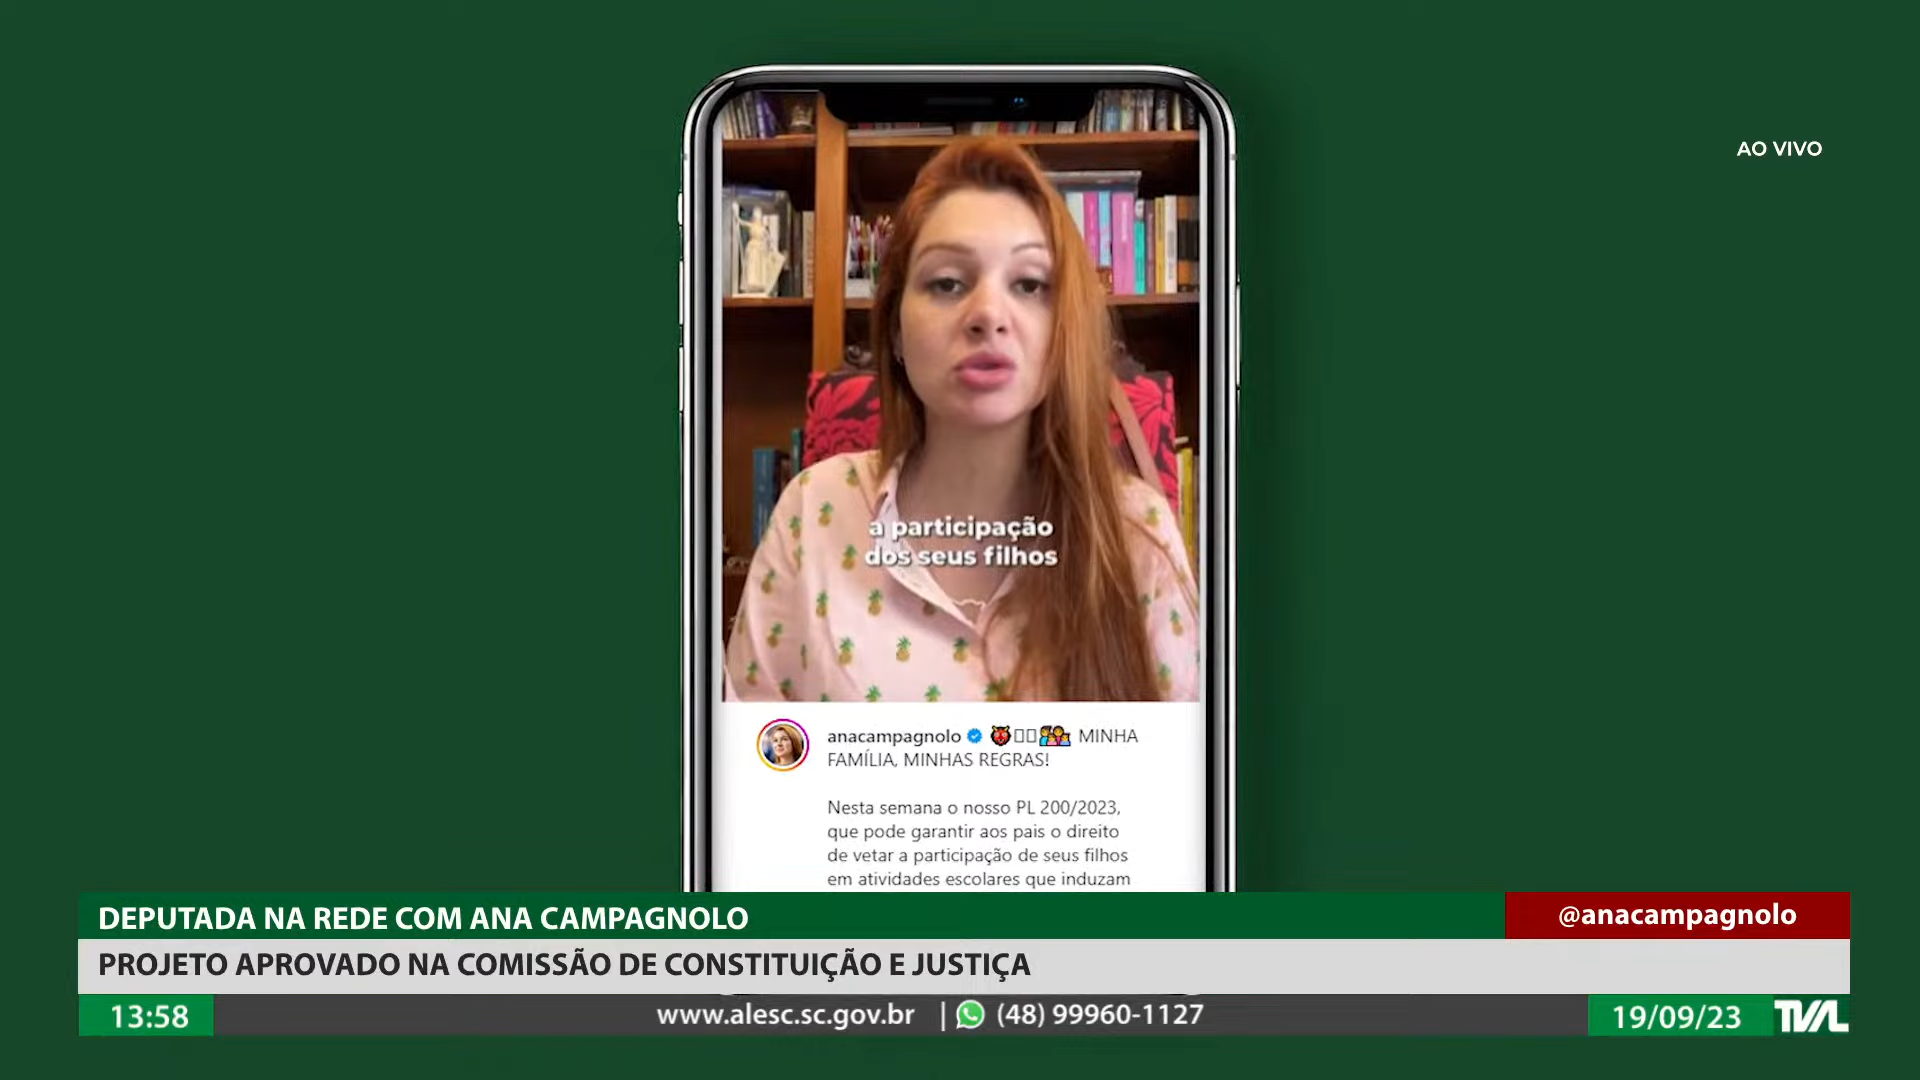 AO VIVO
a participação
dos seus filhos
anacampagnolo MINHA
FAMÍLIA, MINHAS REGRAS!
Nesta semana o nosso PL 200/2023,
que pode garantir aos pais o direito
de vetar a participação de seus filhos
em atividades escolares que induzam
DEPUTADA NA REDE COM ANA CAMPAGNOLO
@anacampagnolo
PROJETO APROVADO NA COMISSÃO DE CONSTITUIÇÃO E JUSTIÇA
13:58
www.alesc.sc.gov.br | (48) 99960-1127
19/09/23
TVAL